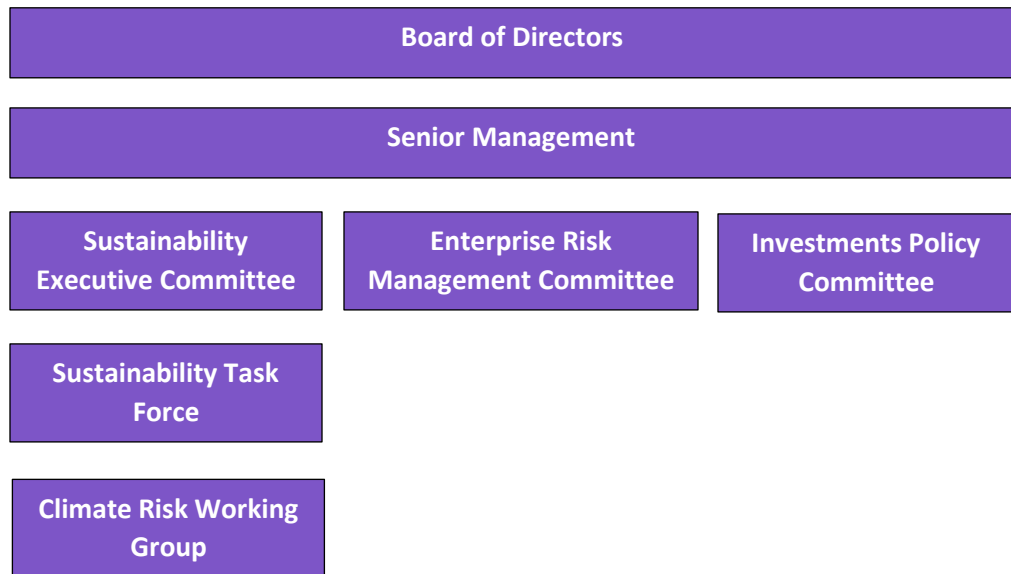 Board of Directors
Senior Management
Sustainability
Executive Committee
Enterprise Risk
Management Committee
Investments Policy
Committee
Sustainability Task
Force
Climate Risk Working
Group